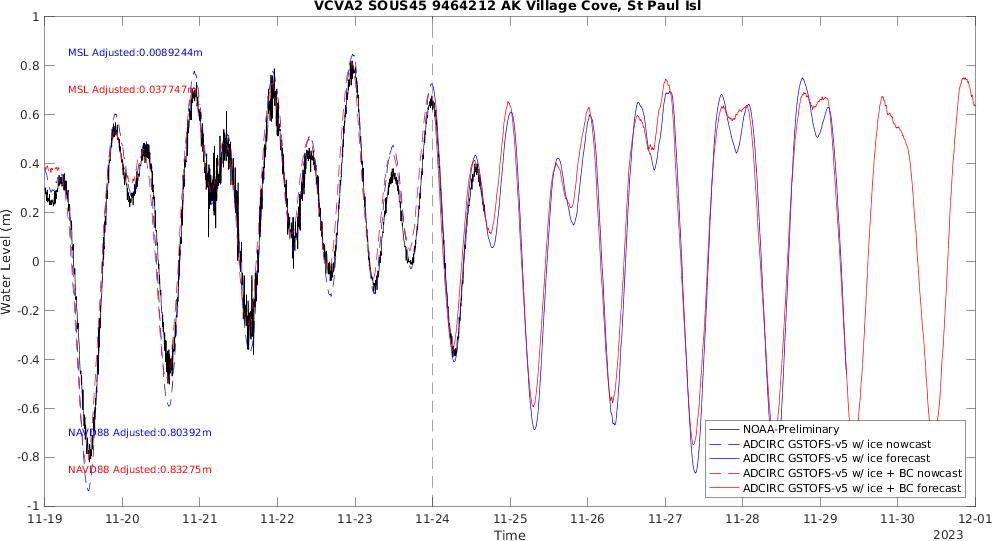 VCVA2 SOUS45 9464212 AK Village Cove, St Paul Isl
1
0.8
0.6
0.4
0.2
0
-0.2
-0.4
-0.6
-0.8
-1
Water Level (m)
MSL Adjusted:0.0089244m
MSL Adjusted:0.037747m
NAVD88 Adjusted:0.80392m
NAVD88 Adjusted:0.83275m
NOAA-Preliminary
ADCIRC GSTOFS-v5 w/ ice nowcast
ADCIRC GSTOFS-v5 w/ ice forecast
ADCIRC GSTOFS-v5 w/ ice + BC nowcast
ADCIRC GSTOFS-v5 w/ ice + BC forecast
11-19 11-20 11-21 11-22 11-23 11-24 11-25 11-26 11-27 11-28 11-29 11-30 12-01
Time
2023